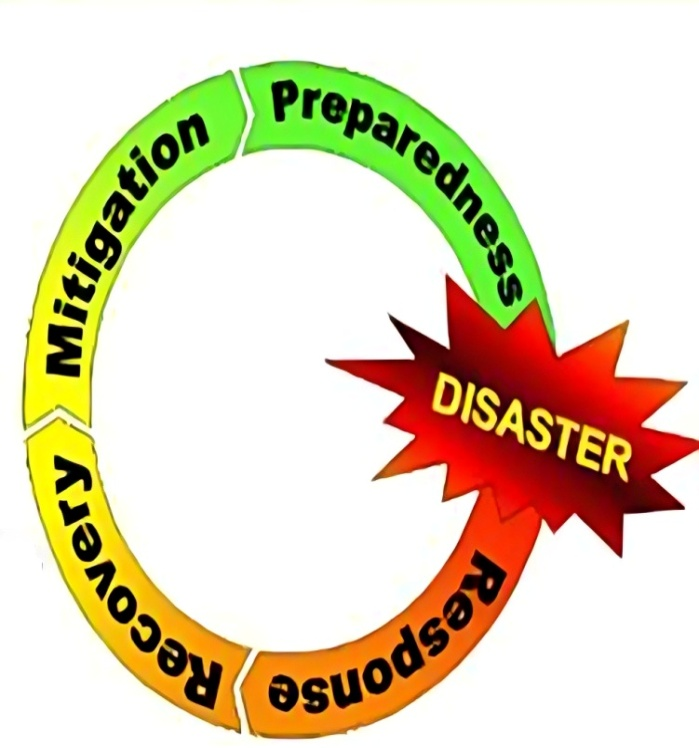 Preparedness
DISASTER
Response
Recovery
Mitigation